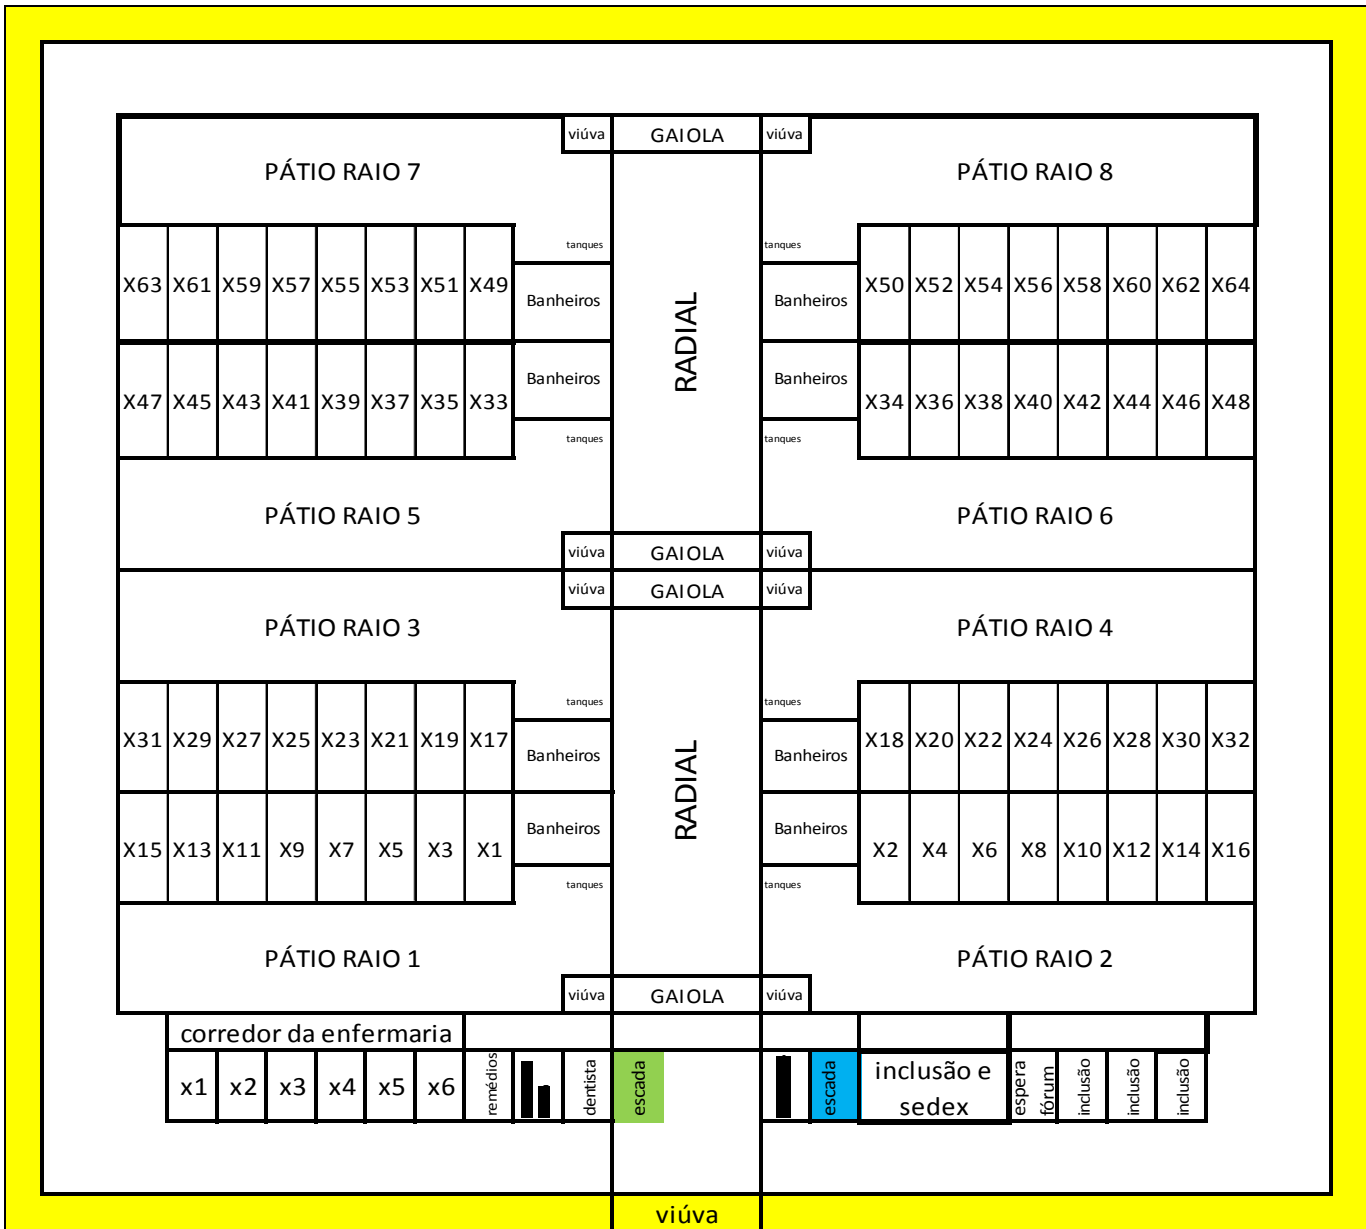 viúva GAIOLA viúva
PÁTIO RAIO 7 PÁTIO RAIO 8
tanques tanques
X63 X61 X59 X57 X55 X53 X51 X49 Banheiros RADIAL Banheiros X50 X52 X54 X56 X58 X60 X62 X64
X47 X45 X43 X41 X39 X37 X35 X33 Banheiros Banheiros X34 X36 X38 X40 X42 X44 X46 X48
tanques tanques
PÁTIO RAIO 5 PÁTIO RAIO 6
viúva GAIOLA viúva
viúva GAIOLA viúva
PÁTIO RAIO 3 PÁTIO RAIO 4
tanques tanques
X31 X29 X27 X25 X23 X21 X19 X17 Banheiros RADIAL Banheiros X18 X20 X22 X24 X26 X28 X30 X32
X15 X13 X11 X9 X7 X5 X3 X1 Banheiros Banheiros X2 X4 X6 X8 X10 X12 X14 X16
tanques tanques
PÁTIO RAIO 1 PÁTIO RAIO 2
viúva GAIOLA viúva
corredor da enfermaria
x1 x2 x3 x4 x5 x6 remédios dentista escada escada inclusão e sedex espera fórum inclusão inclusão inclusão
viúva